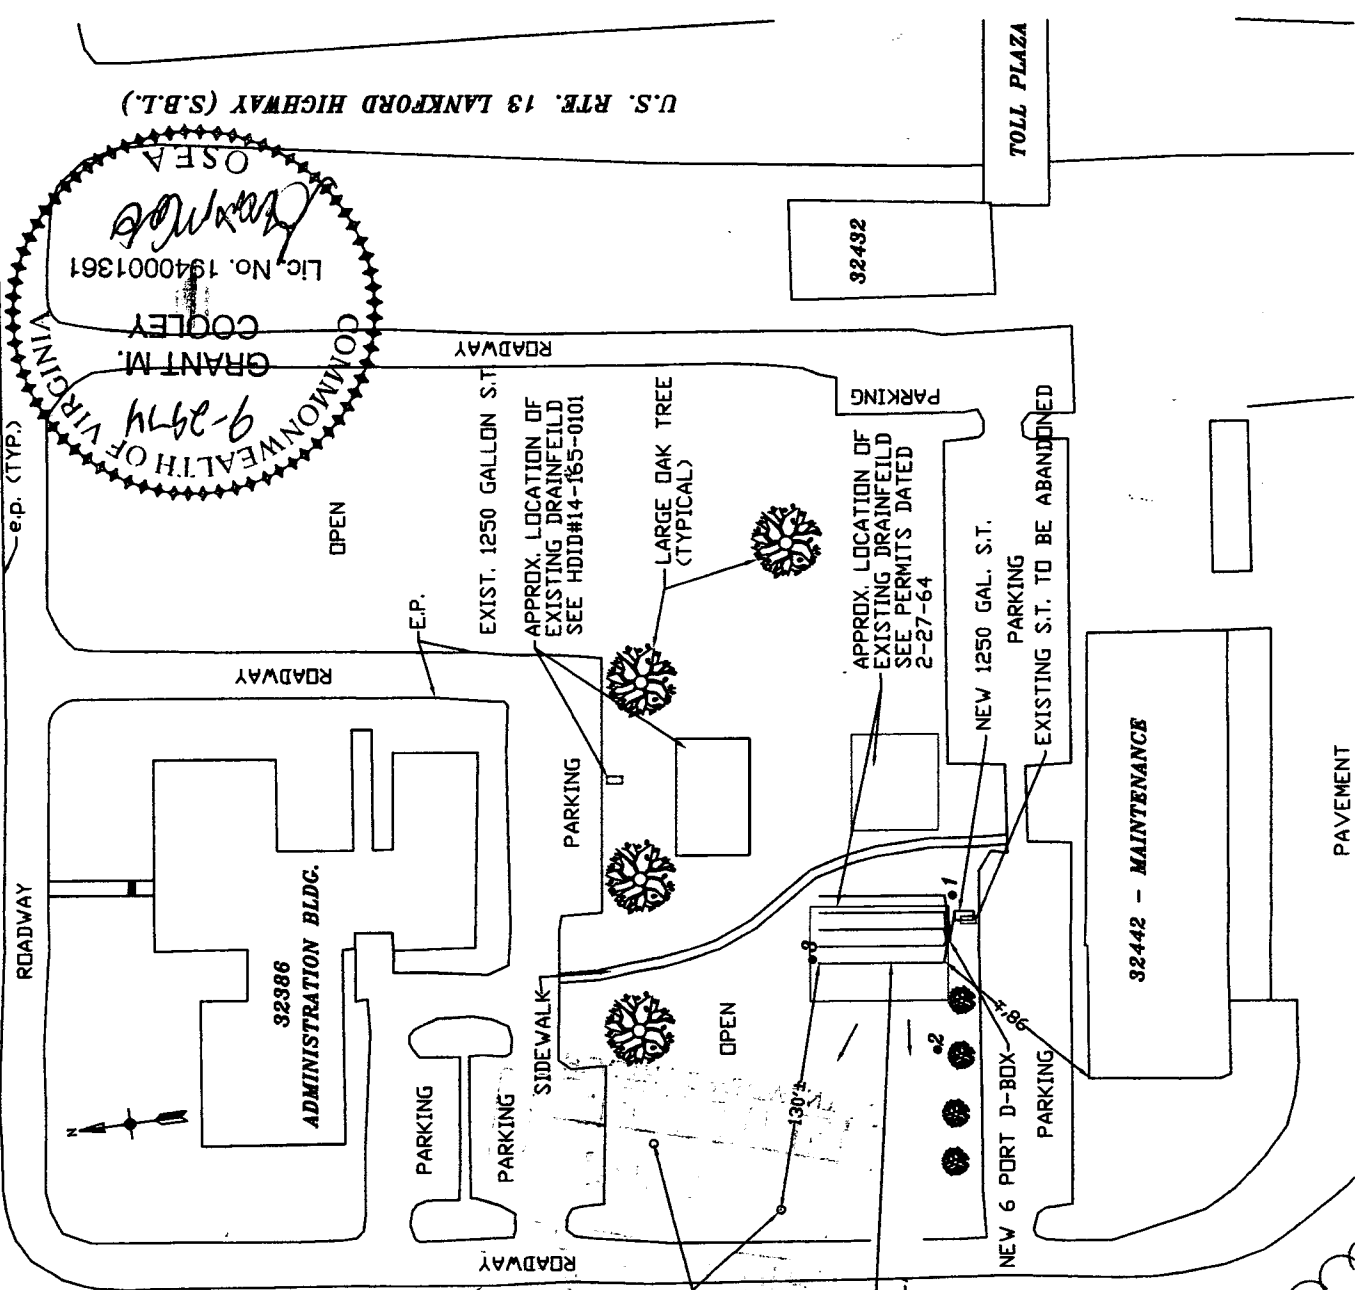 U.S. RTE. 13 LANKFORD HIGHWAY (S.B.L.)
TOLL PLAZA
OSEA
Lic. No. 1940001361
GRANT M.
COOLEY
COMMONWEALTH OF VIRGINIA
e.p. (TYP.)
32432
ROADWAY
PARKING
OPEN
EXIST. 1250 GALLON S.T.
APPROX. LOCATION OF
EXISTING DRAINFEILD
SEE HDID#14-165-0101
LARGE OAK TREE
(TYPICAL)
APPROX. LOCATION OF
EXISTING DRAINFEILD
SEE PERMITS DATED
2-27-64
NEW 1250 GAL. S.T.
PARKING
EXISTING S.T. TO BE ABANDONED
E.P.
ROADWAY
PARKING
ROADWAY
32386
ADMINISTRATION BLDG.
N
SIDEWALK
OPEN
1
3
2
130'±
NEW 6 PORT D-BOX
PARKING
PARKING
PARKING
32442 - MAINTENANCE
PAVEMENT
ROADWAY